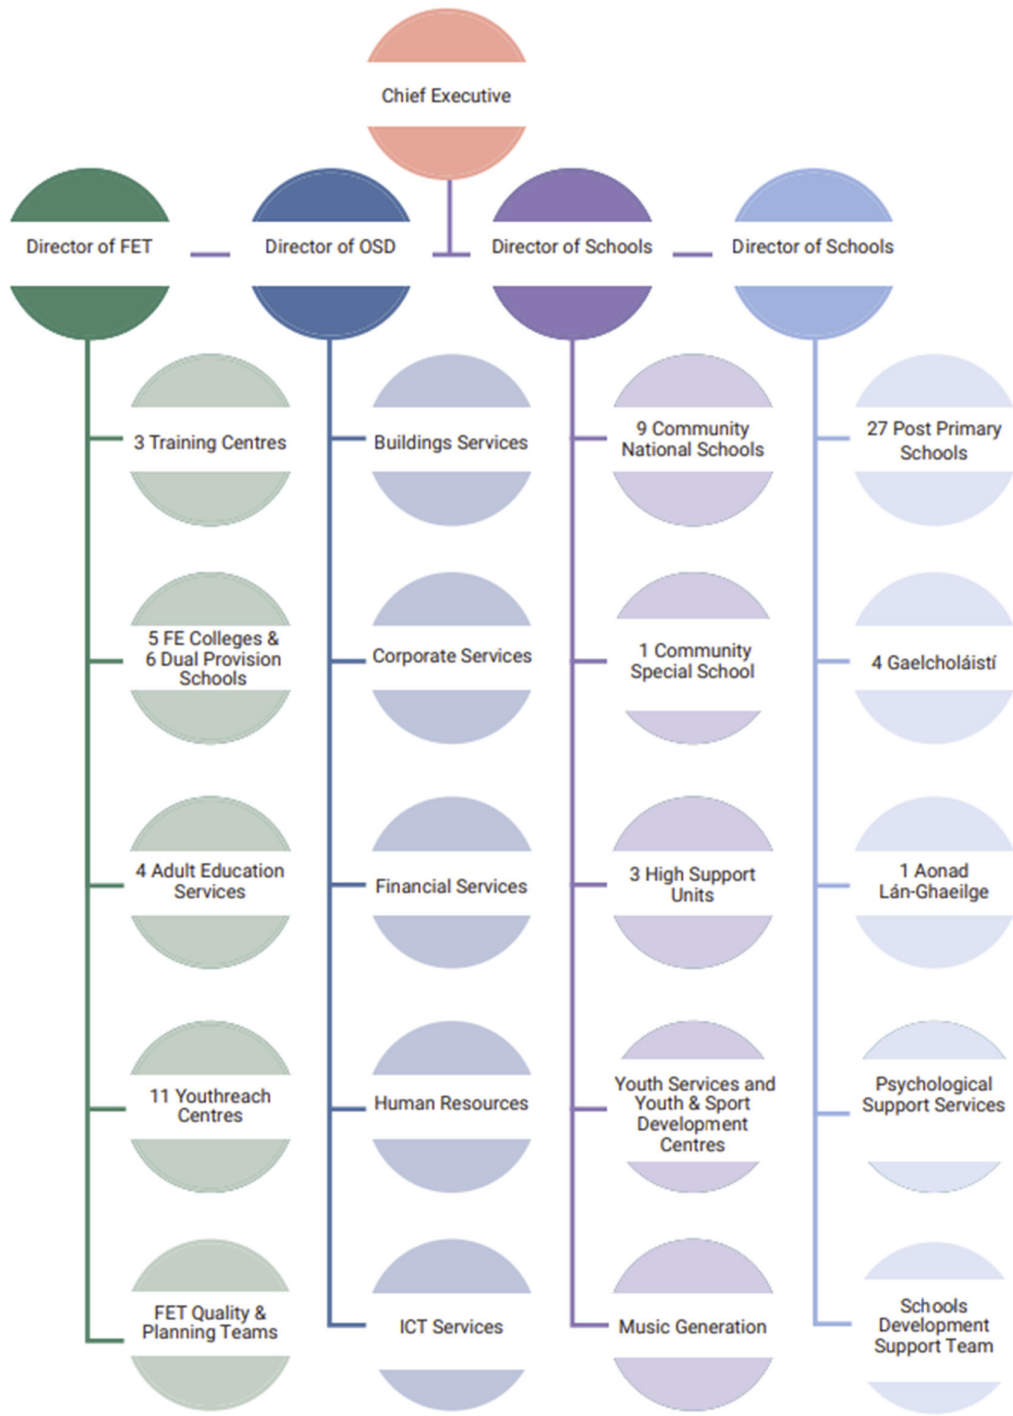 Chief Executive
Director of FET
Director of OSD
Director of Schools
Director of Schools
3 Training Centres
Buildings Services
9 Community
National Schools
27 Post Primary
Schools
5 FE Colleges &
6 Dual Provision
Schools
Corporate Services
1 Community
Special School
4 Gaelcholáistí
4 Adult Education
Services
Financial Services
3 High Support
Units
1 Aonad
Lán-Ghaeilge
11 Youthreach
Centres
Human Resources
Youth Services and
Youth & Sport
Development
Centres
Psychological
Support Services
FET Quality &
Planning Teams
ICT Services
Music Generation
Schools
Development
Support Team